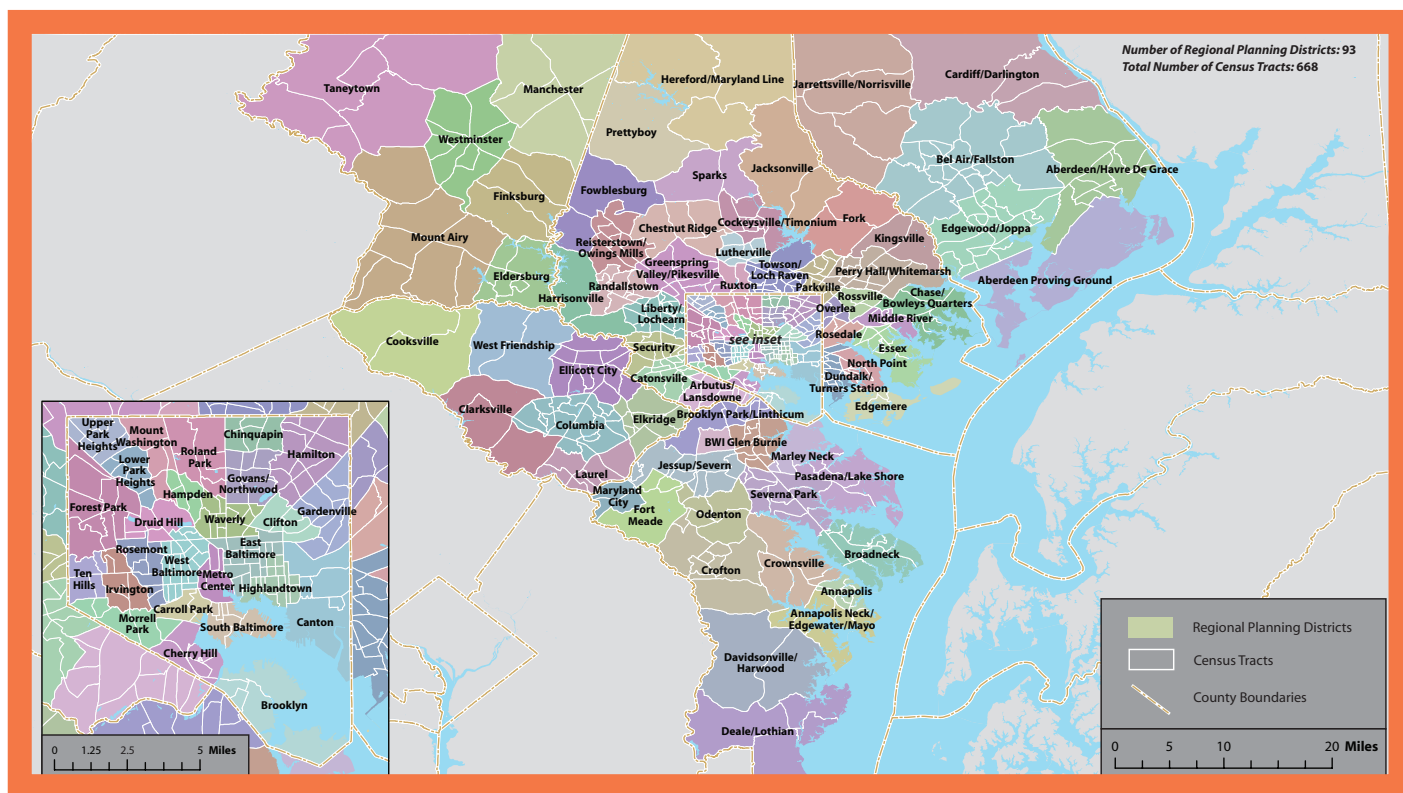 Number of Regional Planning Districts: 93
Total Number of Census Tracts: 668
Taneytown
Manchester
Hereford/Maryland Line
Jarrettsville/Norrisville
Cardiff/Darlington
Westminster
Prettyboy
Finksburg
Fowblesburg
Sparks
Jacksonville
Bel Air/Fallston
Aberdeen/Havre De Grace
Mount Airy
Reisterstown/
Owings Mills
Chestnut Ridge
Cockeysville/Timonium
Fork
Kingsville
Edgewood/Joppa
Eldersburg
Harrisonville
Greenspring
Valley/Pikesville
Randallstown
Lutherville
Ruxton
Towson/
Loch Raven
Parkville
Perry Hall/Whitemarsh
Aberdeen Proving Ground
Rossville
Chase/
Bowleys Quarters
Overlea
Middle River
Liberty/
Lochearn
see inset
Rosedale
Essex
Cooksville
West Friendship
Security
North Point
Ellicott City
Catonsville
Arbutus/
Lansdowne
Dundalk/
Turners Station
Edgemere
Clarksville
Columbia
Elkridge
Brooklyn Park/Linthicum
BWI
Glen Burnie
Marley Neck
Laurel
Jessup/Severn
Pasadena/Lake Shore
Maryland
City
Fort
Meade
Severna Park
Odenton
Broadneck
Crofton
Crownsville
Annapolis
Annapolis Neck/
Edgewater/Mayo
Davidsonville/
Harwood
Deale/Lothian
Upper
Park
Heights
Mount
Washington
Roland
Park
Chinquapin
Hamilton
Lower
Park
Heights
Govans/
Northwood
Hampden
Forest Park
Druid Hill
Waverly
Clifton
Gardenville
Rosemont
West
Baltimore
East
Baltimore
Ten
Hills
Irvington
Metro
Center
Highlandtown
Carroll Park
Morrell
Park
South Baltimore
Canton
Cherry Hill
Brooklyn
0 1.25 2.5 5 Miles
Regional Planning Districts
Census Tracts
County Boundaries
0 5 10 20 Miles